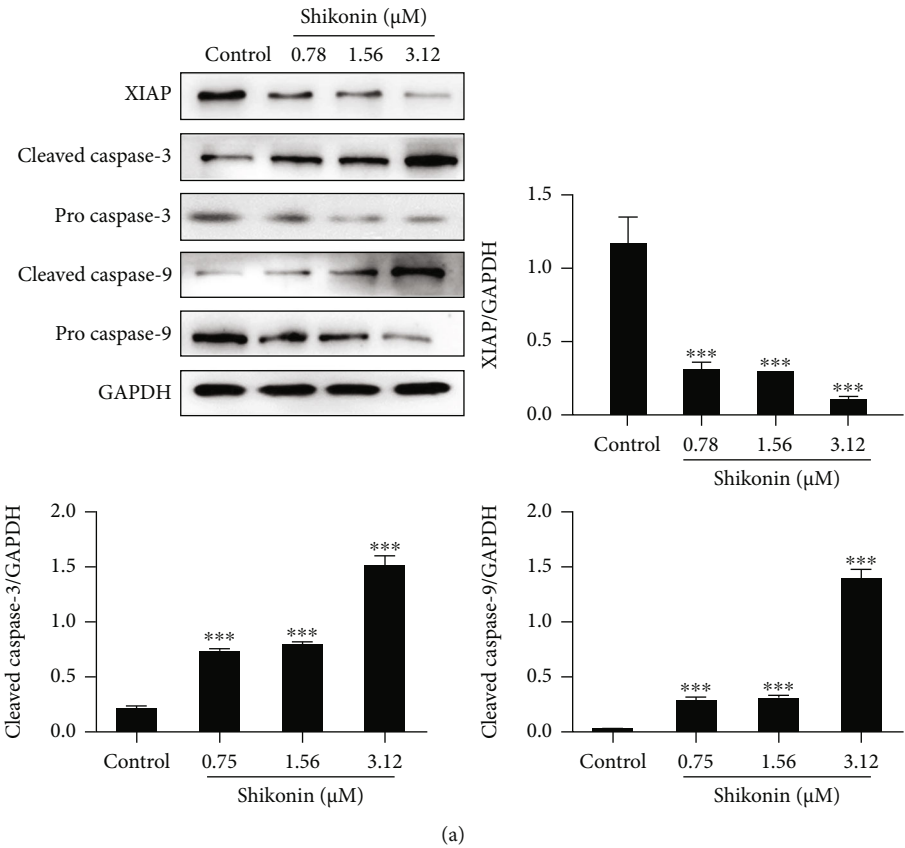 Shikonin (μM)
Control 0.78 1.56 3.12
XIAP
Cleaved caspase-3
Pro caspase-3
Cleaved caspase-9
Pro caspase-9
GAPDH
XIAP/GAPDH
1.5
1.0
0.5
0.0
***
***
***
Control 0.78 1.56 3.12
Shikonin (μM)
Cleaved caspase-3/GAPDH
2.0
1.5
1.0
0.5
0.0
***
***
***
Control 0.75 1.56 3.12
Shikonin (μM)
Cleaved caspase-9/GAPDH
2.0
1.5
1.0
0.5
0.0
***
***
***
Control 0.75 1.56 3.12
Shikonin (μM)
(a)